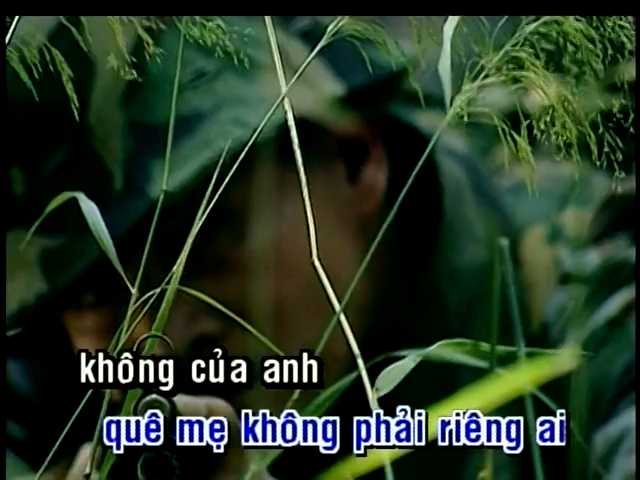 không của anh
quê mẹ không phải riêng ai